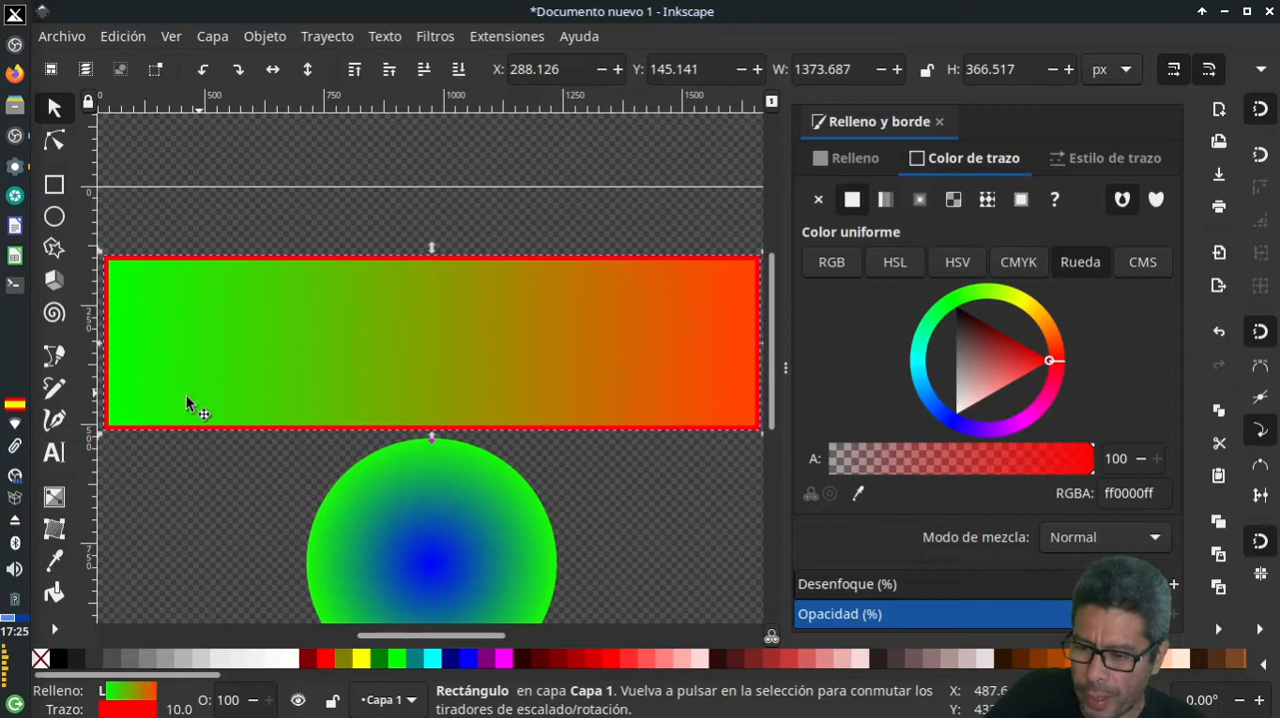 *Documento nuevo 1 - Inkscape
Archivo Edición Ver Capa Objeto Trayecto Texto Filtros Extensiones Ayuda
X: 288.126 Y: 145.141 W: 1373.687 H: 366.517 px
0 500 750 1000 1250 1500
1
Relleno y borde
Relleno Color de trazo Estilo de trazo
?
Color uniforme
RGB HSL HSV CMYK Rueda CMS
A: 100
RGBA: ff0000ff
Modo de mezcla: Normal
Desenfoque (%)
Opacidad (%)
17:25
Relleno: L O: 100 •Capa 1 Rectángulo en capa Capa 1. Vuelva a pulsar en la selección para conmutar los X: 487.6 0.00°
Trazo: 10.0 tiradores de escalado/rotación. Y: